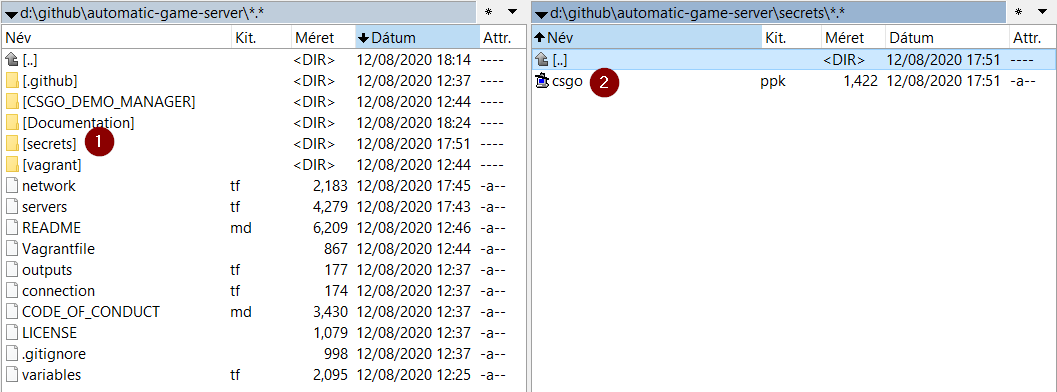 d:\github\automatic-game-server\*.*
Név Kit. Méret Dátum Attr.
[..] <DIR> 12/08/2020 18:14 ----
[.github] <DIR> 12/08/2020 12:37 ----
[CSGO_DEMO_MANAGER] <DIR> 12/08/2020 12:44 ----
[Documentation] <DIR> 12/08/2020 18:24 ----
[secrets] 1 <DIR> 12/08/2020 17:51 ----
[vagrant] <DIR> 12/08/2020 12:44 ----
network tf 2,183 12/08/2020 17:45 -a--
servers tf 4,279 12/08/2020 17:43 -a--
README md 6,209 12/08/2020 12:46 -a--
Vagrantfile 867 12/08/2020 12:44 -a--
outputs tf 177 12/08/2020 12:37 -a--
connection tf 174 12/08/2020 12:37 -a--
CODE_OF_CONDUCT md 3,430 12/08/2020 12:37 -a--
LICENSE 1,079 12/08/2020 12:37 -a--
.gitignore 998 12/08/2020 12:37 -a--
variables tf 2,095 12/08/2020 12:25 -a--
d:\github\automatic-game-server\secrets\*.*
Név Kit. Méret Dátum Attr.
[..] <DIR> 12/08/2020 17:51 ----
csgo 2 ppk 1,422 12/08/2020 17:51 -a--